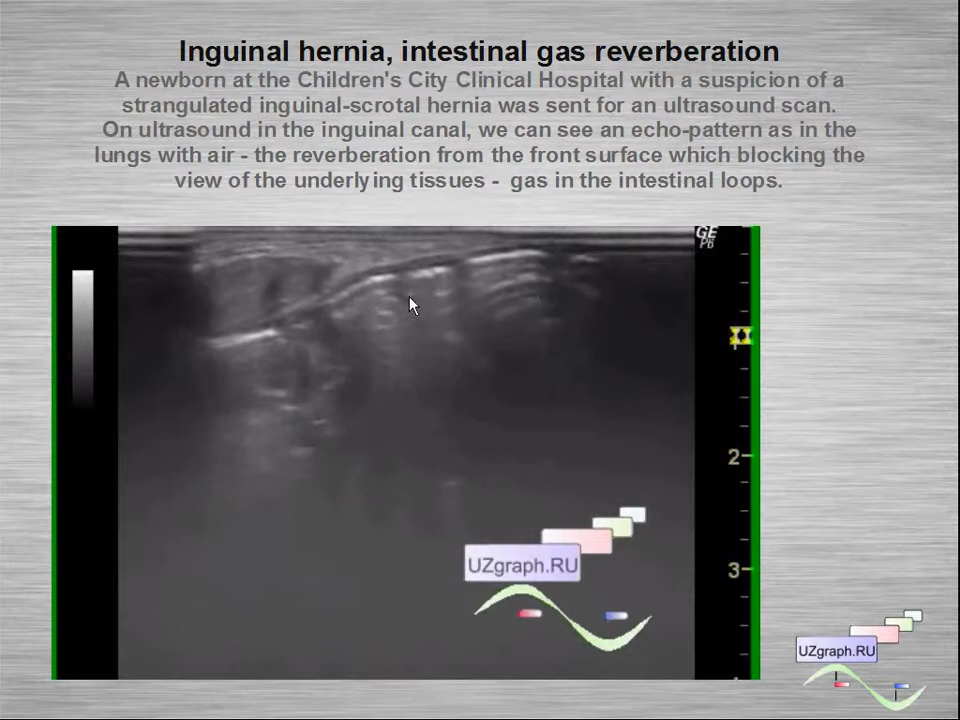 Inguinal hernia, intestinal gas reverberation
A newborn at the Children's City Clinical Hospital with a suspicion of a
strangulated inguinal-scrotal hernia was sent for an ultrasound scan.
On ultrasound in the inguinal canal, we can see an echo-pattern as in the
lungs with air - the reverberation from the front surface which blocking the
view of the underlying tissues -  gas in the intestinal loops.
GE
P6
1
2
3
UZgraph.RU
UZgraph.RU